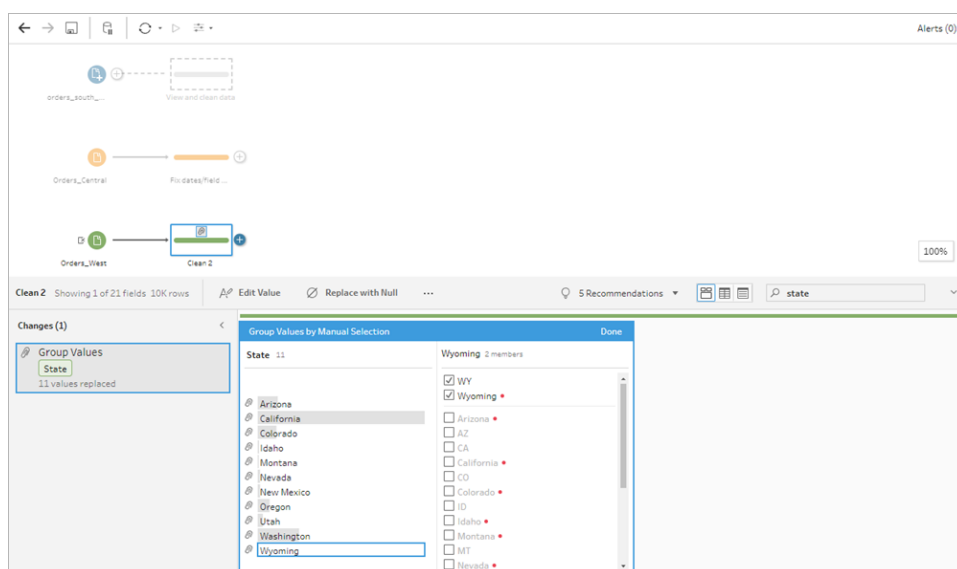 Alerts (0)
orders_south_...
View and clean data
Orders_Central
Fix dates/field ...
Orders_West
Clean 2
100%
Clean 2 Showing 1 of 21 fields 10K rows Edit Value Replace with Null ... 5 Recommendations state
Changes (1)
Group Values
State
11 values replaced
Group Values by Manual Selection Done
State 11
Arizona
California
Colorado
Idaho
Montana
Nevada
New Mexico
Oregon
Utah
Washington
Wyoming
Wyoming 2 members
WY
Wyoming
Arizona
AZ
CA
California
CO
Colorado
ID
Idaho
Montana
MT
Nevada